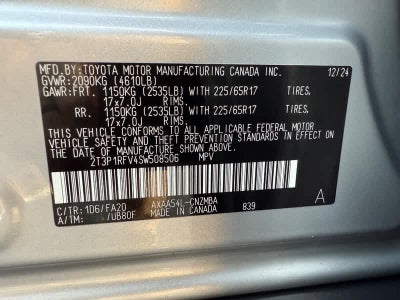 MFD.BY:TOYOTA MOTOR MANUFACTURING CANADA INC. 12/24
GVWR:2090KG (4610LB)
GAWR:FRT. 1150KG (2535LB) WITH 225/65R17 TIRES,
17x7.0J RIMS,
RR. 1150KG (2535LB) WITH 225/65R17 TIRES,
17x7.0J RIMS,
THIS VEHICLE CONFORMS TO ALL APPLICABLE FEDERAL MOTOR
VEHICLE SAFETY AND BUMPER STANDARDS IN EFFECT ON THE
DATE OF MANUFACTURE SHOWN ABOVE.
2T3P1RFV4SW508506 MPV
C/TR: 1D6/FA20 AXAA54L-CNZMBA A
A/TM: /UB80F MADE IN CANADA 839